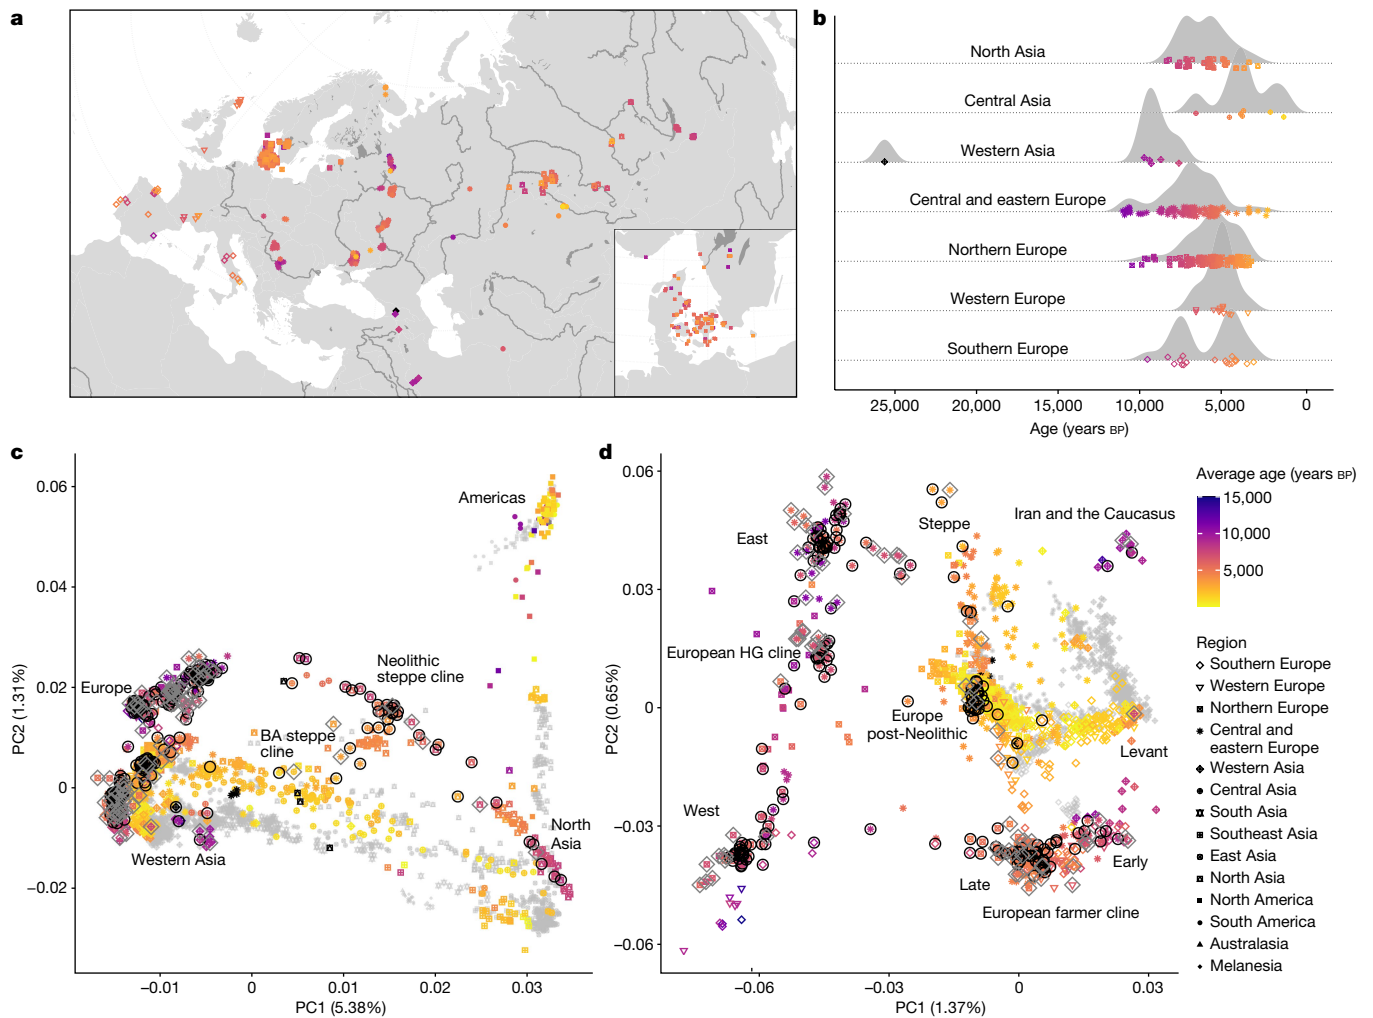 a
b
North Asia
Central Asia
Western Asia
Central and eastern Europe
Northern Europe
Western Europe
Southern Europe
25,000
20,000
15,000
10,000
5,000
0
Age (years BP)
c
0.06
0.04
0.02
0
−0.02
PC2 (1.31%)
Americas
Neolithic
steppe cline
Europe
BA steppe
cline
Western Asia
North
Asia
−0.01
0
0.01
0.02
0.03
PC1 (5.38%)
d
0.06
0.03
0
−0.03
−0.06
PC2 (0.65%)
East
Steppe
Iran and the Caucasus
European HG cline
Europe
post-Neolithic
Levant
West
Early
Late
European farmer cline
−0.06
−0.03
0
0.03
PC1 (1.37%)
Average age (years BP)
15,000
10,000
5,000
Region
Southern Europe
Western Europe
Northern Europe
Central and
eastern Europe
Western Asia
Central Asia
South Asia
Southeast Asia
East Asia
North Asia
North America
South America
Australasia
Melanesia